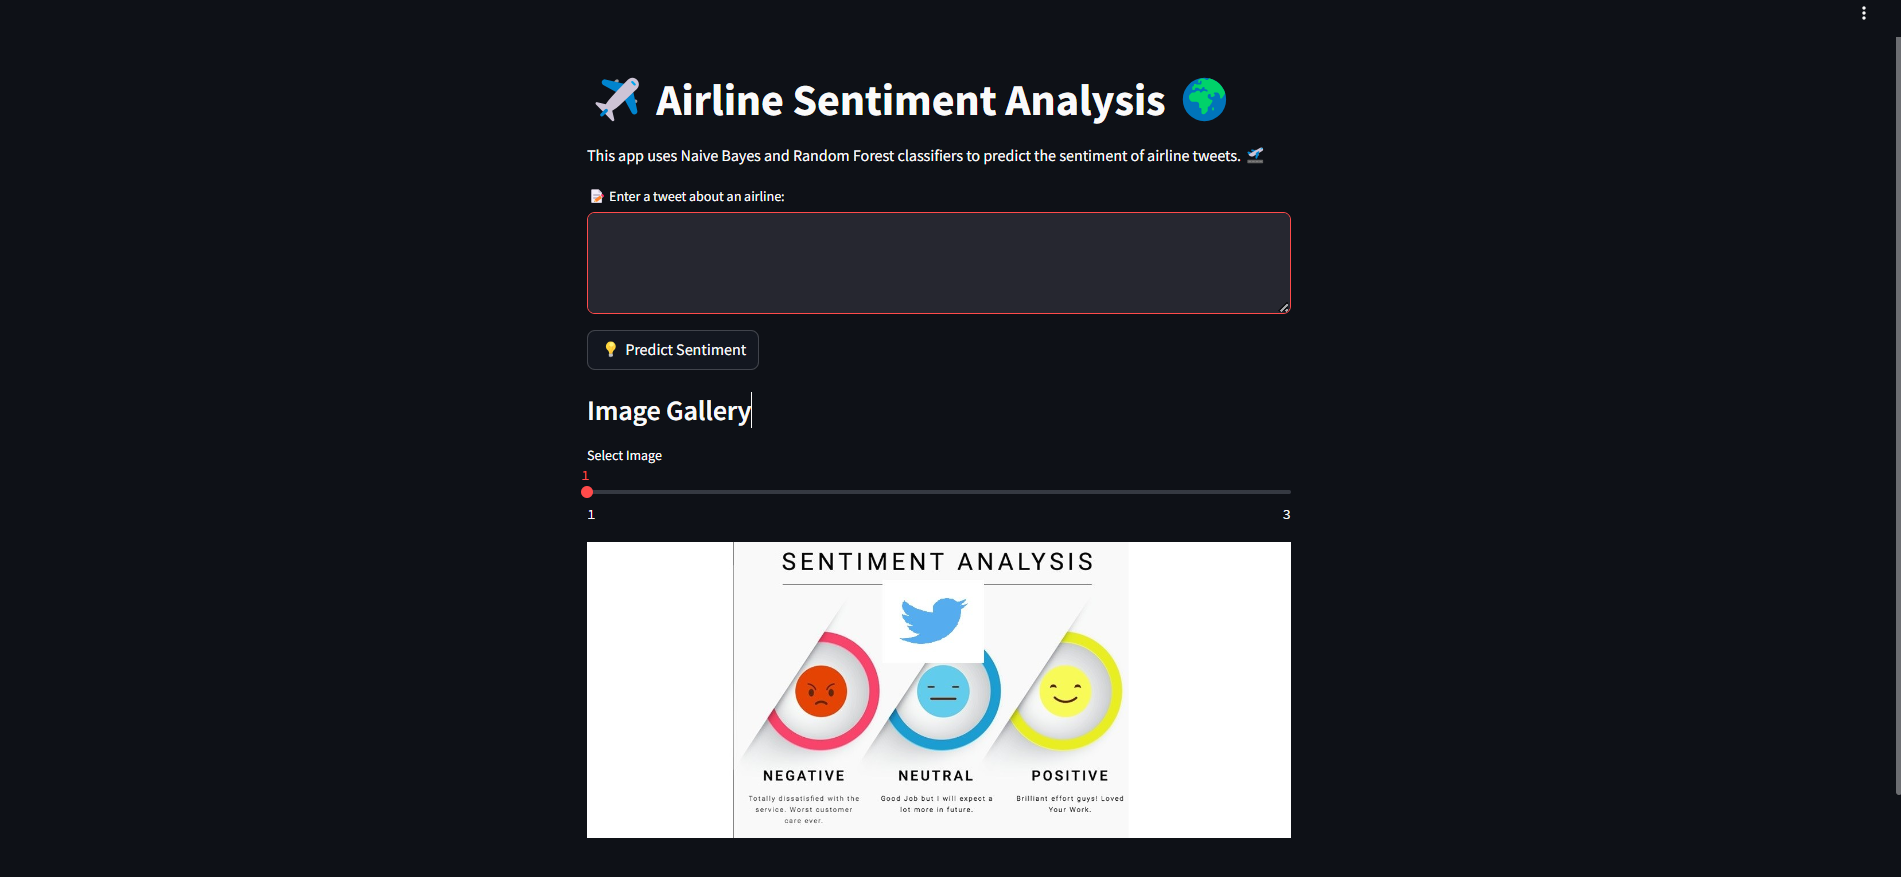 ✈️ Airline Sentiment Analysis 🌍
This app uses Naive Bayes and Random Forest classifiers to predict the sentiment of airline tweets. 🛫
📝 Enter a tweet about an airline:
💡 Predict Sentiment
Image Gallery
Select Image
1
1
3
SENTIMENT ANALYSIS
NEGATIVE
Totally dissatisfied with the
service. Worst customer
care ever.
NEUTRAL
Good Job but I will expect a
lot more in future.
POSITIVE
Brilliant effort guys! Loved
Your Work.